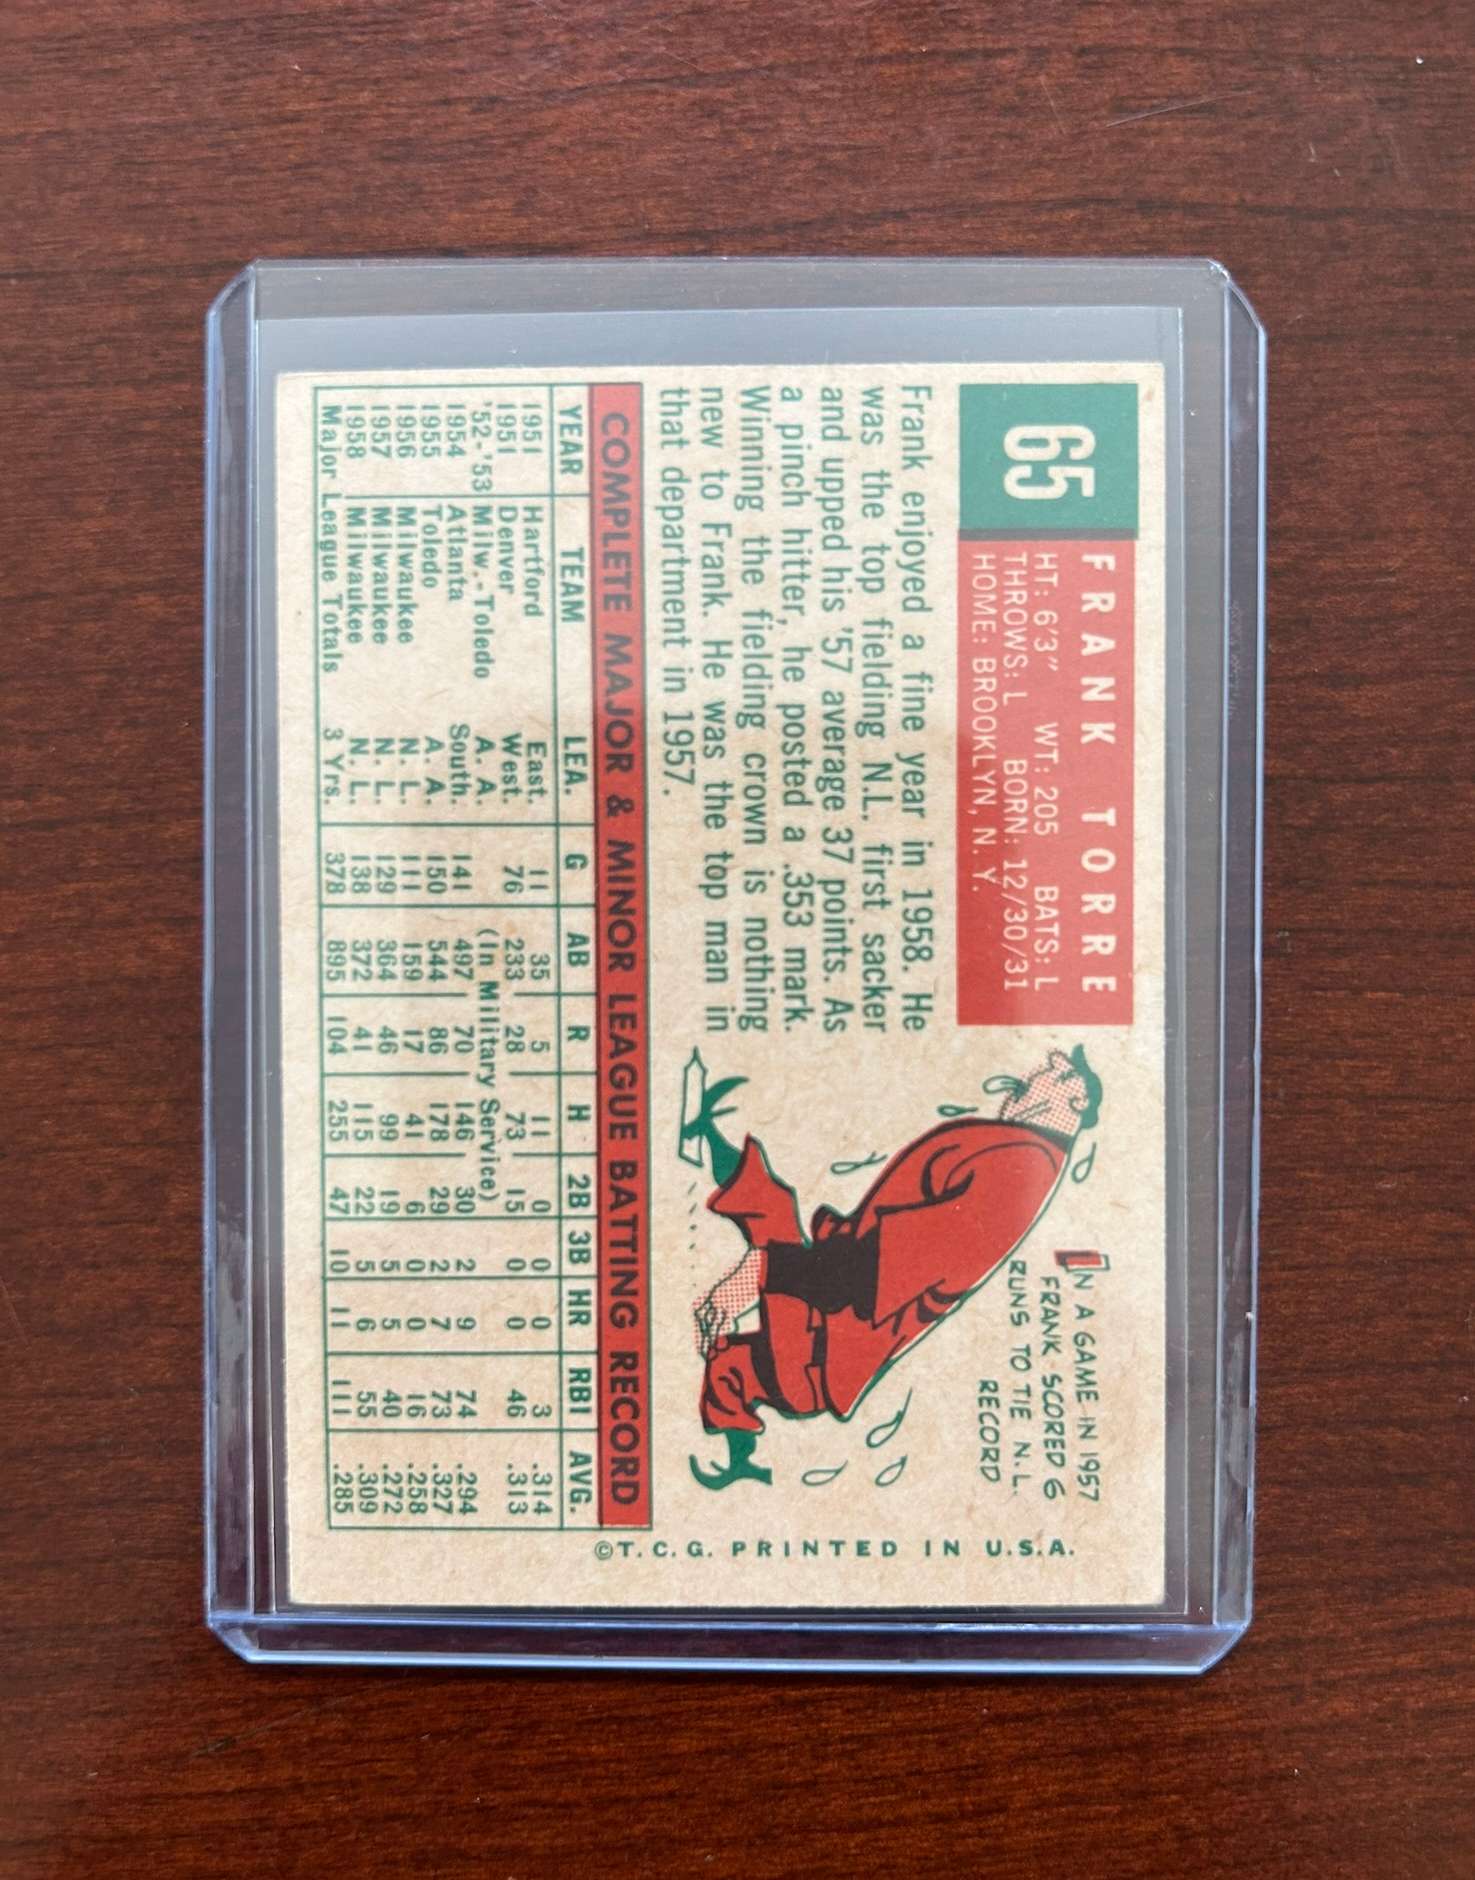 65
FRANK TORRE
HT: 6'3" WT: 205 BATS: L
THROWS: L BORN: 12/30/31
HOME: BROOKLYN, N. Y.
Frank enjoyed a fine year in 1958. He
was the top fielding N.L. first sacker
and upped his '57 average 37 points. As
a pinch hitter, he posted a .353 mark.
Winning the fielding crown is nothing
new to Frank. He was the top man in
that department in 1957.
IN A GAME IN 1957
FRANK SCORED 6
RUNS TO TIE N.L.
RECORD
COMPLETE MAJOR & MINOR LEAGUE BATTING RECORD
YEAR TEAM LEA. G AB R H 2B 3B HR RBI AVG.
1951 Hartford East. 11 35 5 11 0 0 0 3 .314
1951 Denver West. 76 233 28 73 15 0 0 46 .313
'52-'53 Milw.-Toledo A. A. (In Military Service)
1954 Atlanta South. 141 497 70 146 30 2 9 74 .294
1955 Toledo A. A. 150 544 86 178 29 2 7 73 .327
1956 Milwaukee N. L. 111 159 17 41 6 0 0 16 .258
1957 Milwaukee N. L. 129 364 46 99 19 5 5 40 .272
1958 Milwaukee N. L. 138 372 41 115 22 5 6 55 .309
Major League Totals 3 Yrs. 378 895 104 255 47 10 11 111 .285
©T. C. G. PRINTED IN U.S.A.